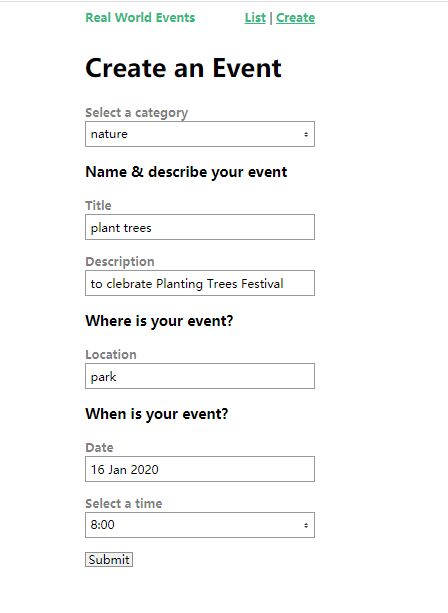 Real World Events List | Create
Create an Event
Select a category
nature
Name & describe your event
Title
plant trees
Description
to clebrate Planting Trees Festival
Where is your event?
Location
park
When is your event?
Date
16 Jan 2020
Select a time
8:00
Submit